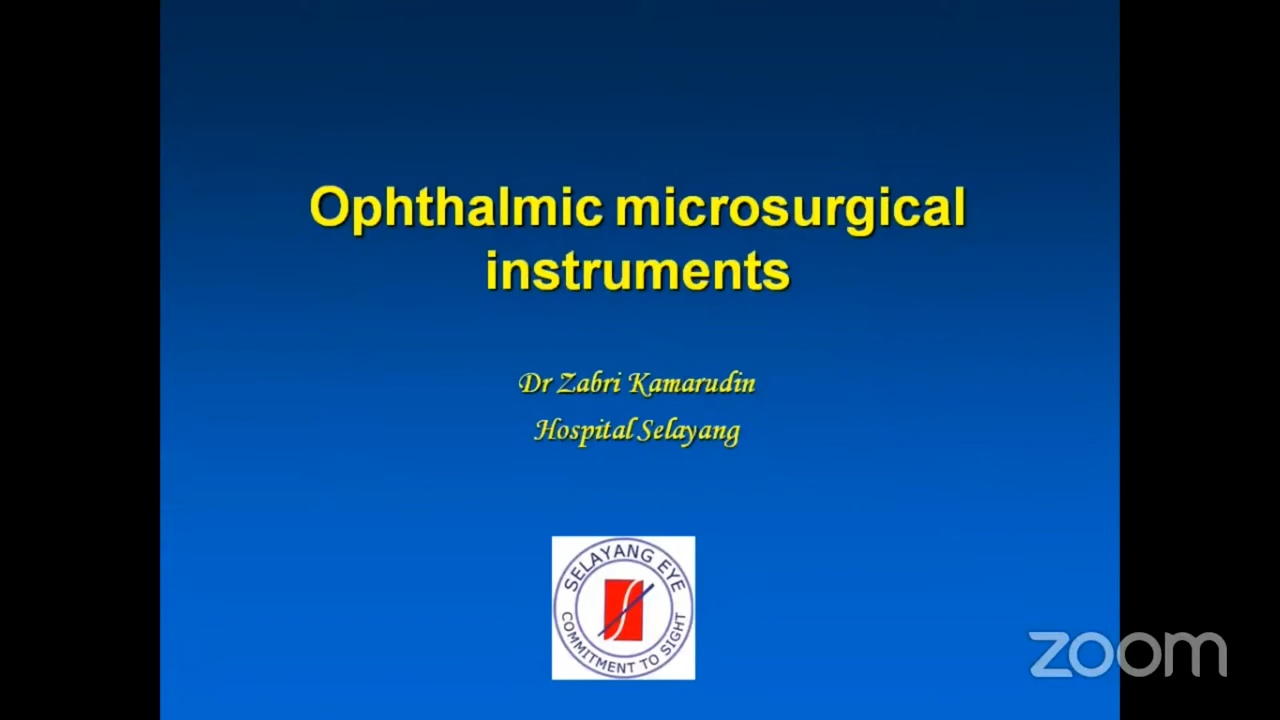 Ophthalmic microsurgical
instruments
Dr Zabri Kamarudin
Hospital Selayang
SELAYANG EYE
COMMITMENT TO SIGHT
zoom